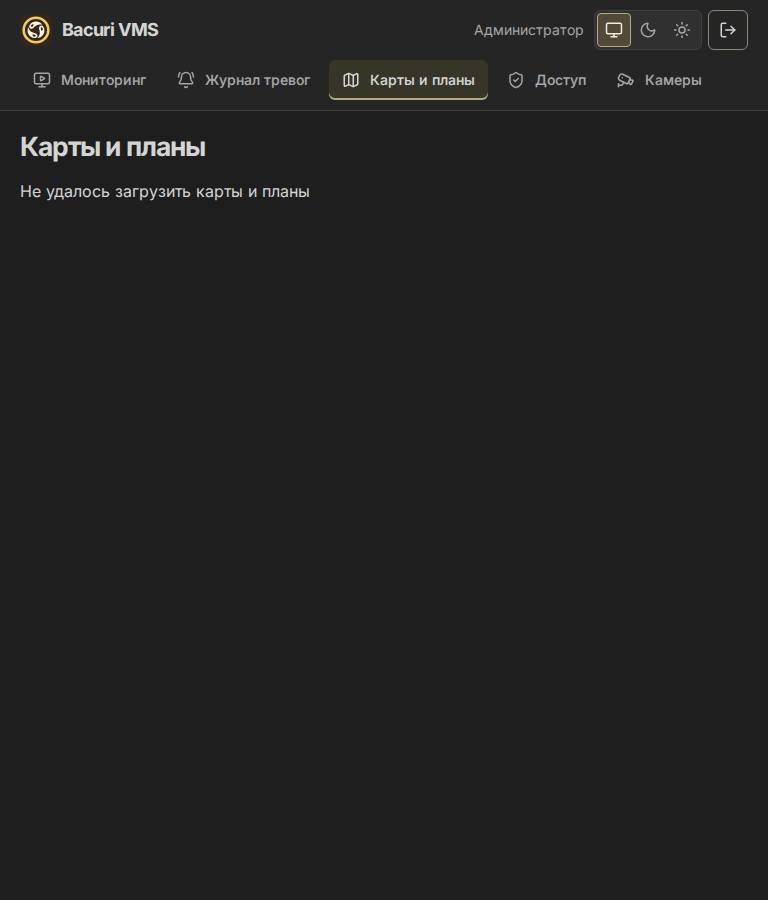 Bacuri VMS
Администратор
Мониторинг
Журнал тревог
Карты и планы
Доступ
Камеры
Карты и планы
Не удалось загрузить карты и планы